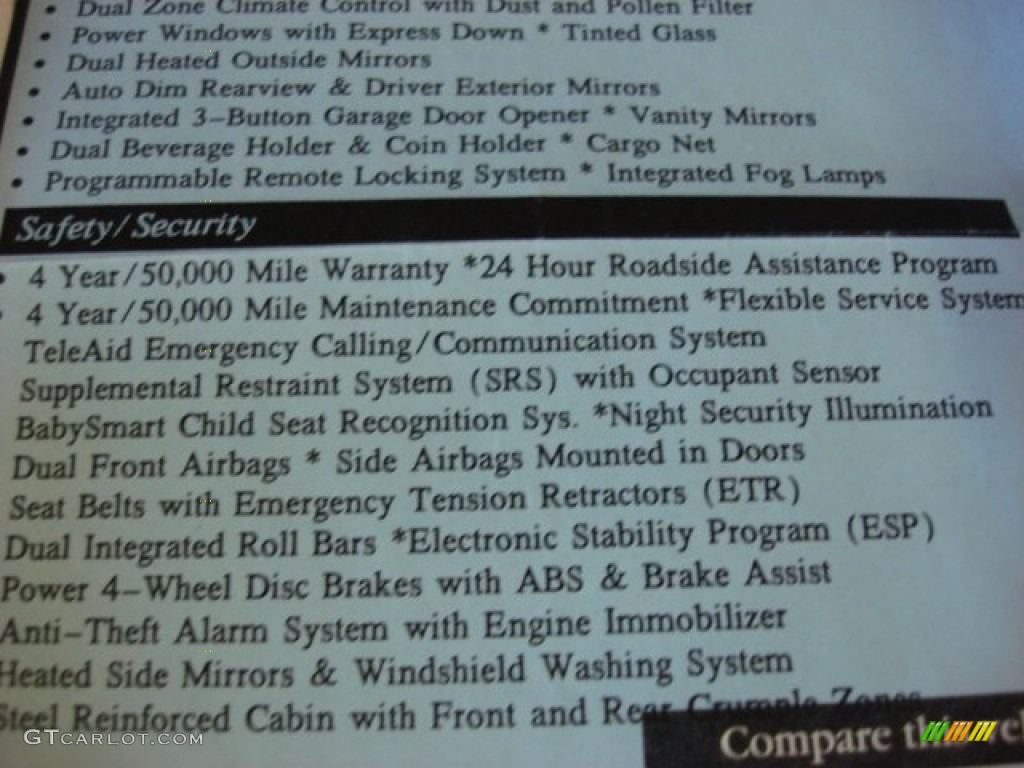 • Dual Zone Climate Control with Dust and Pollen Filter
• Power Windows with Express Down * Tinted Glass
• Dual Heated Outside Mirrors
• Auto Dim Rearview & Driver Exterior Mirrors
• Integrated 3-Button Garage Door Opener * Vanity Mirrors
• Dual Beverage Holder & Coin Holder * Cargo Net
• Programmable Remote Locking System * Integrated Fog Lamps
Safety/Security
• 4 Year/50,000 Mile Warranty *24 Hour Roadside Assistance Program
• 4 Year/50,000 Mile Maintenance Commitment *Flexible Service System
TeleAid Emergency Calling/Communication System
Supplemental Restraint System (SRS) with Occupant Sensor
BabySmart Child Seat Recognition Sys. *Night Security Illumination
Dual Front Airbags * Side Airbags Mounted in Doors
Seat Belts with Emergency Tension Retractors (ETR)
Dual Integrated Roll Bars *Electronic Stability Program (ESP)
Power 4-Wheel Disc Brakes with ABS & Brake Assist
Anti-Theft Alarm System with Engine Immobilizer
Heated Side Mirrors & Windshield Washing System
Steel Reinforced Cabin with Front and Rear Crumple Zones
Compare this
GTCARLOT.COM